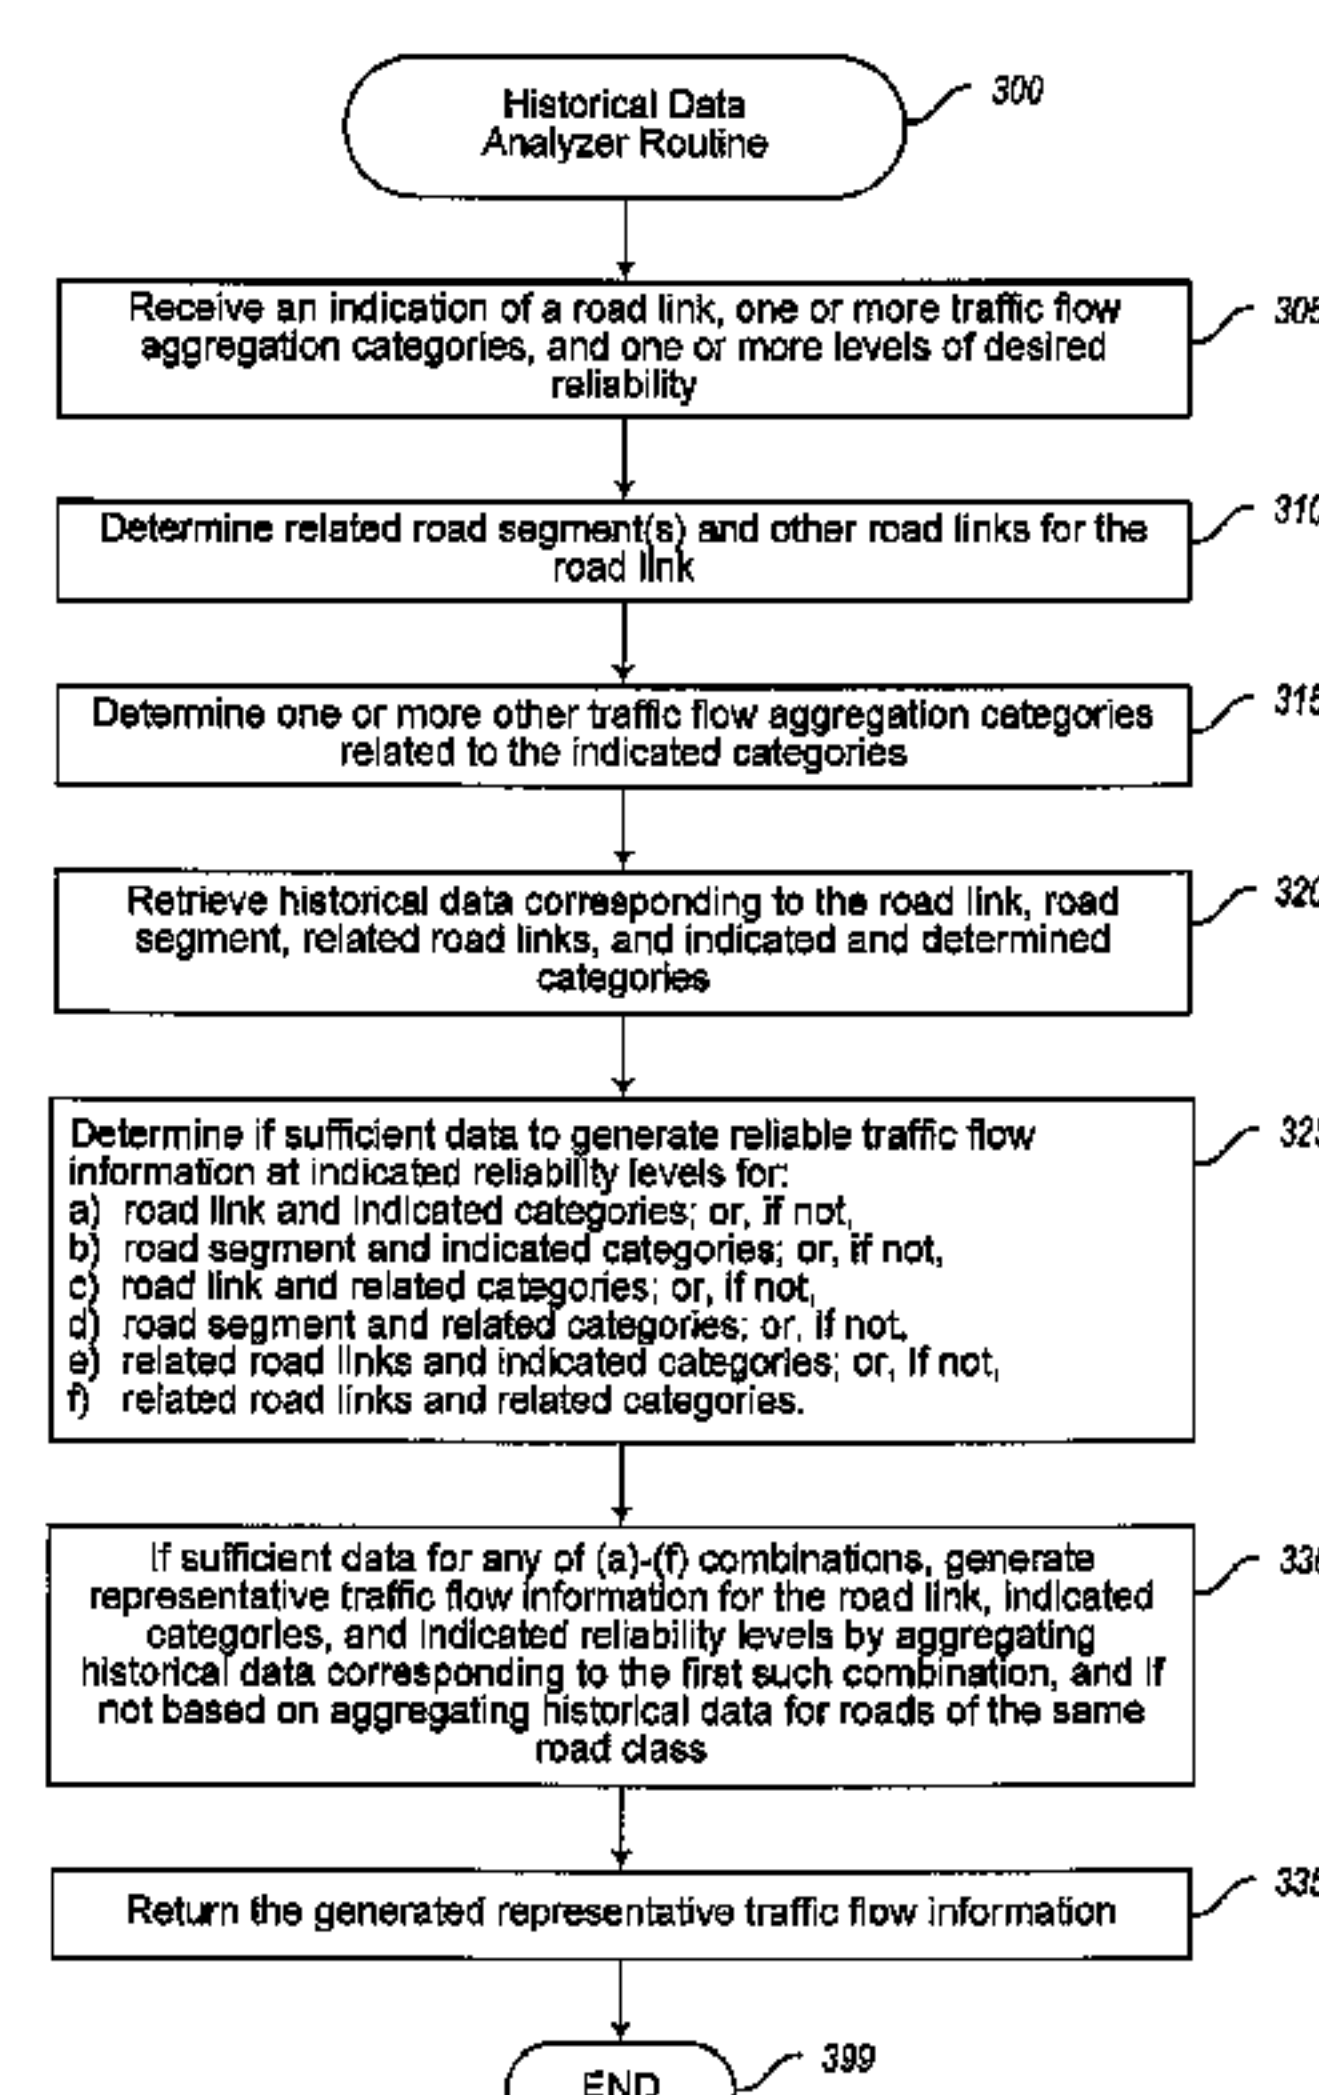 Historical Data
Analyzer Routine
300
Receive an indication of a road link, one or more traffic flow
aggregation categories, and one or more levels of desired
reliability
305
Determine related road segment(s) and other road links for the
road link
310
Determine one or more other traffic flow aggregation categories
related to the indicated categories
315
Retrieve historical data corresponding to the road link, road
segment, related road links, and indicated and determined
categories
320
Determine if sufficient data to generate reliable traffic flow
information at indicated reliability levels for:
a) road link and indicated categories; or, if not,
b) road segment and indicated categories; or, if not,
c) road link and related categories; or, if not,
d) road segment and related categories; or, if not,
e) related road links and indicated categories; or, if not,
f) related road links and related categories.
325
If sufficient data for any of (a)-(f) combinations, generate
representative traffic flow information for the road link, indicated
categories, and indicated reliability levels by aggregating
historical data corresponding to the first such combination, and if
not based on aggregating historical data for roads of the same
road class
Return the generated representative traffic flow information
335
END
399